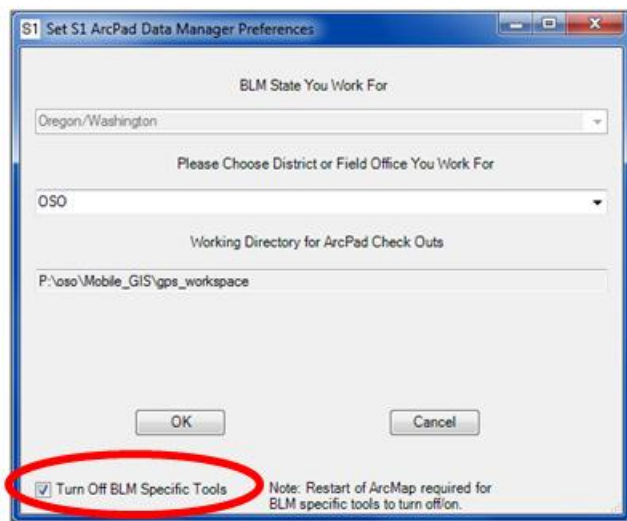 S1 Set S1 ArcPad Data Manager Preferences
BLM State You Work For
Oregon/Washington
Please Choose District or Field Office You Work For
OSO
Working Directory for ArcPad Check Outs
P:\oso\Mobile_GIS\gps_workspace
OK Cancel
Turn Off BLM Specific Tools
Note: Restart of ArcMap required for
BLM specific tools to turn off/on.